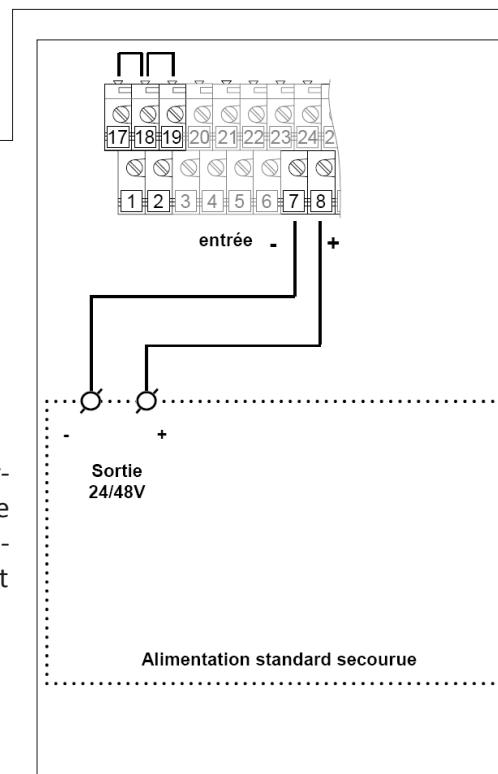 17 18 19 20 21 22 23 24 2
1 2 3 4 5 6 7 8
entrée - +
- +
Sortie
24/48V
-
e
-
t
Alimentation standard secourue